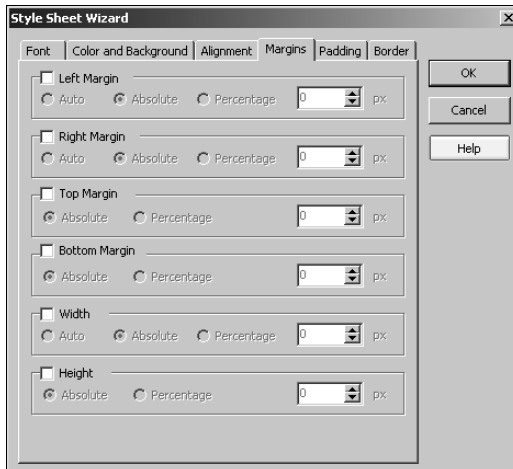 Style Sheet Wizard
Font Color and Background Alignment Margins Padding Border
Left Margin
Auto Absolute Percentage 0 px
Right Margin
Auto Absolute Percentage 0 px
Top Margin
Absolute Percentage 0 px
Bottom Margin
Absolute Percentage 0 px
Width
Auto Absolute Percentage 0 px
Height
Absolute Percentage 0 px
OK
Cancel
Help